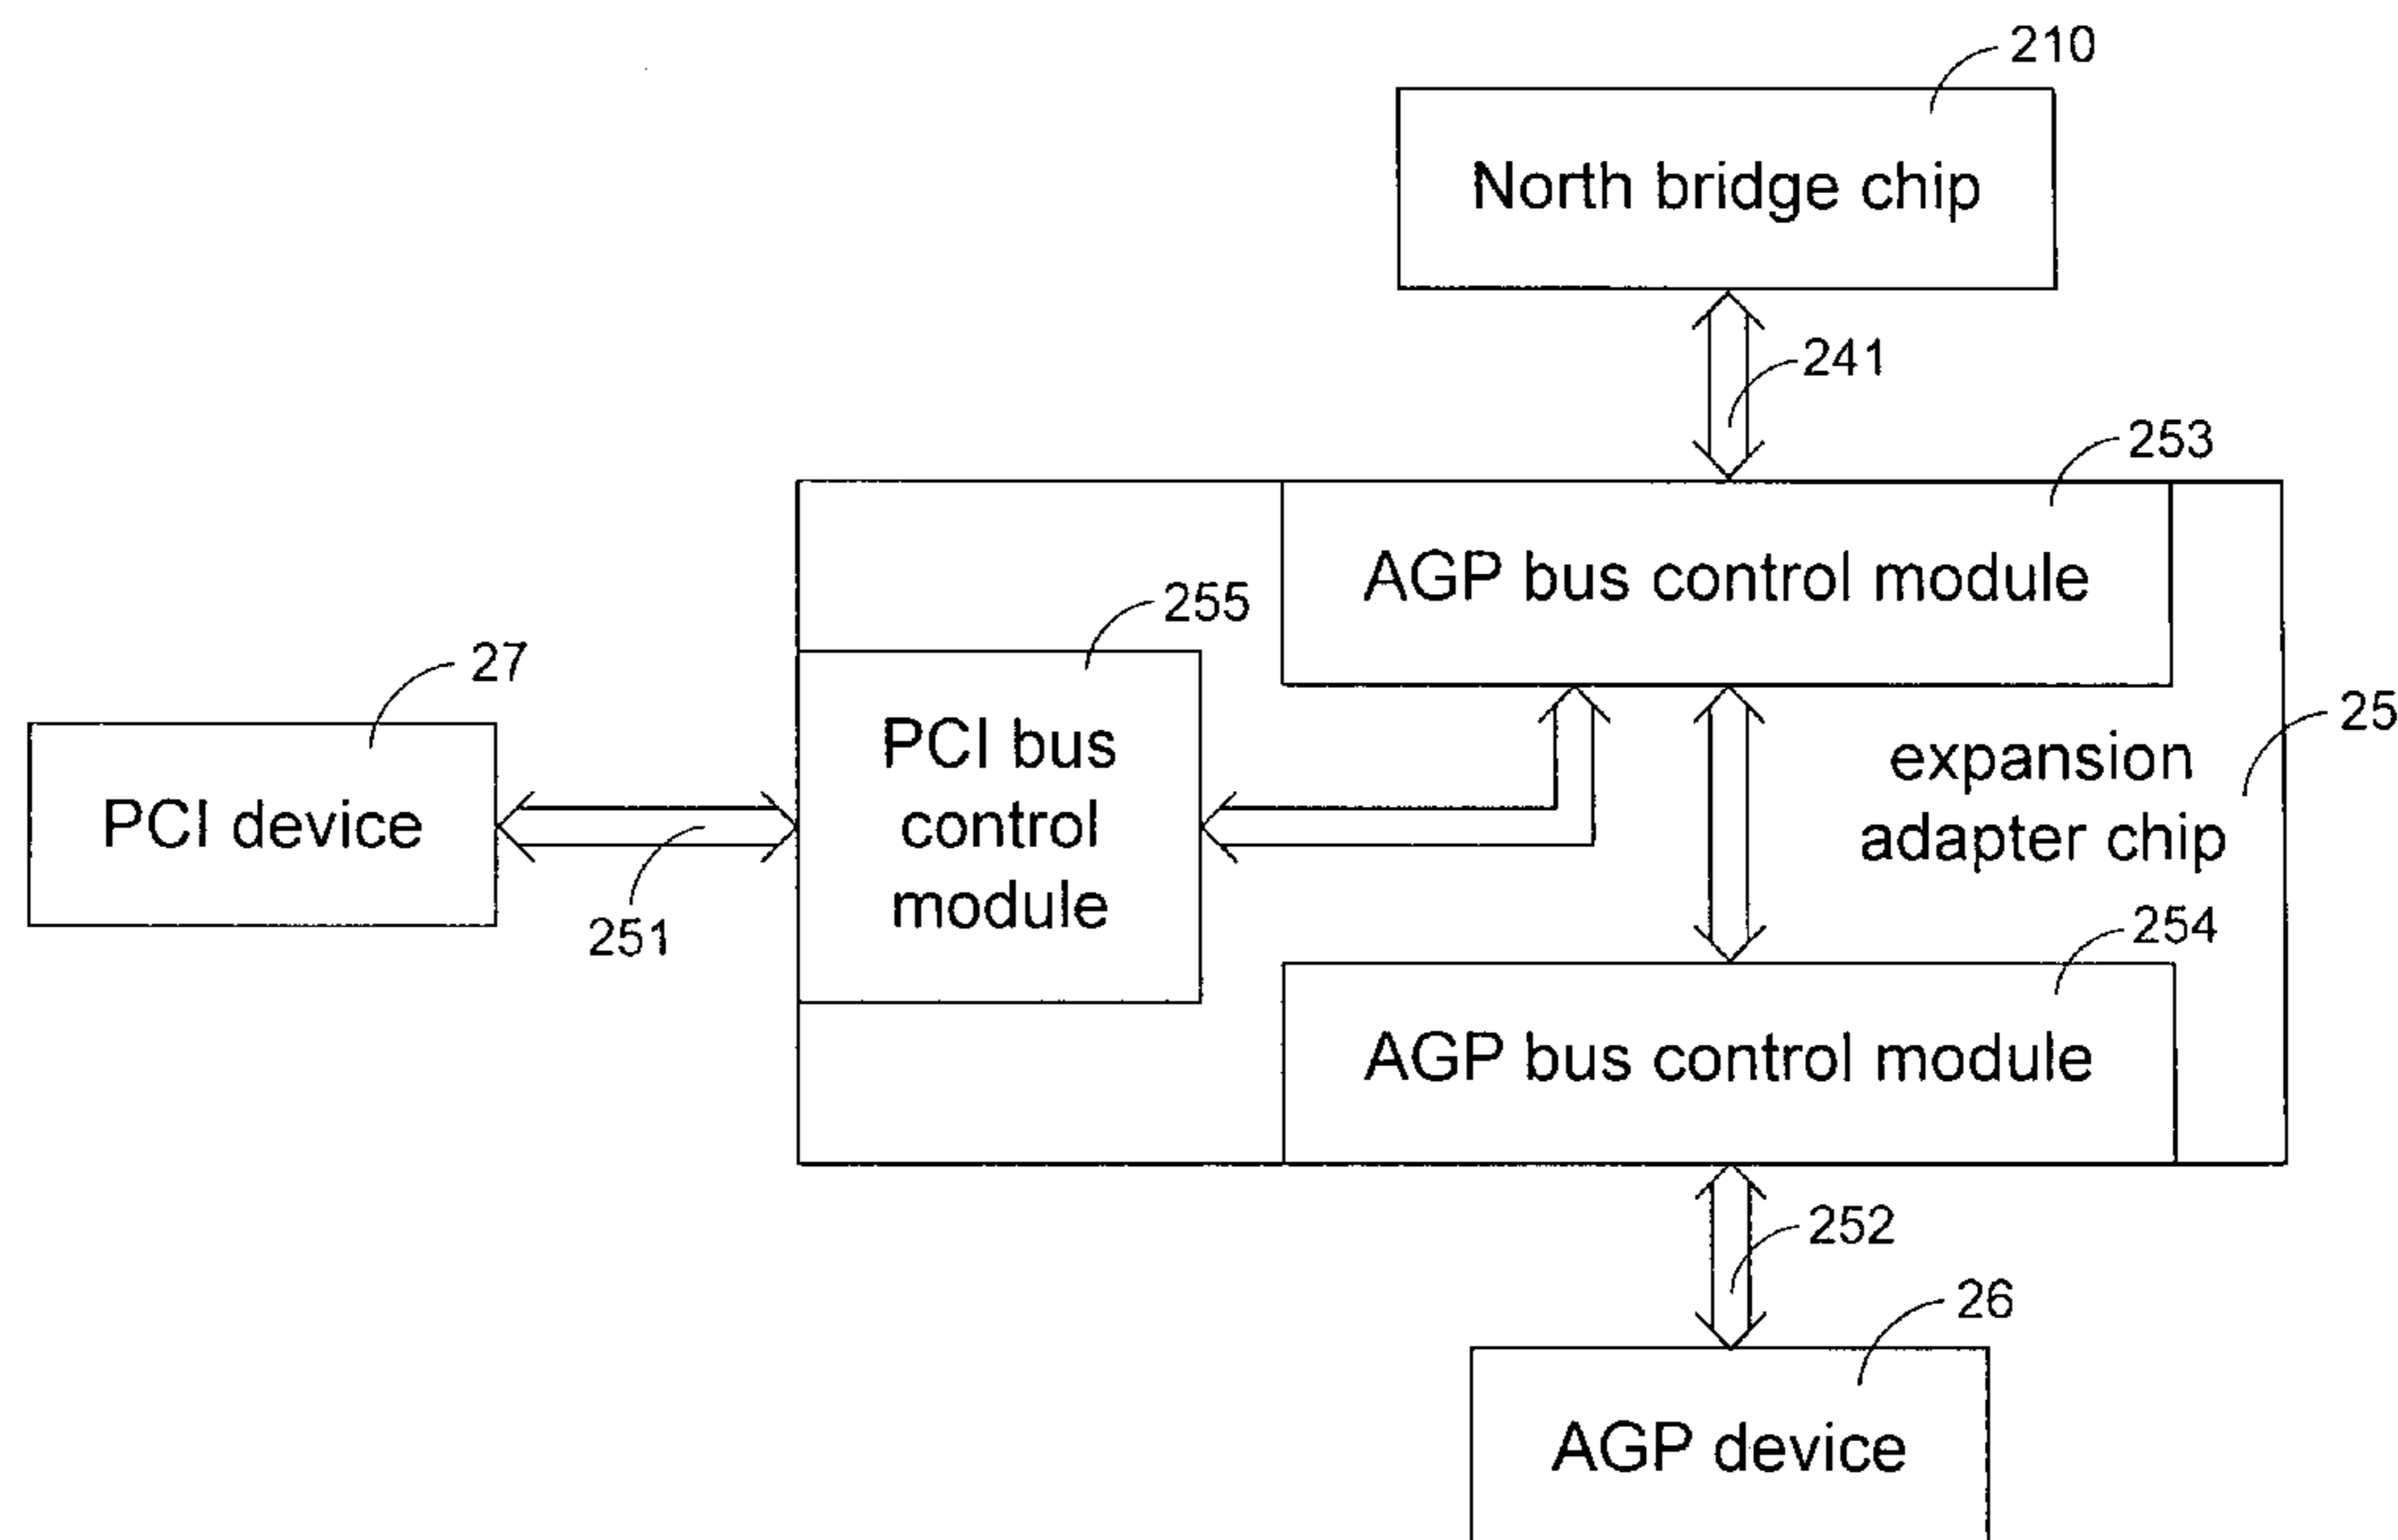 210
North bridge chip
241
253
AGP bus control module
255
27
PCI bus
control
module
PCI device
251
25
expansion
adapter chip
254
AGP bus control module
252
26
AGP device